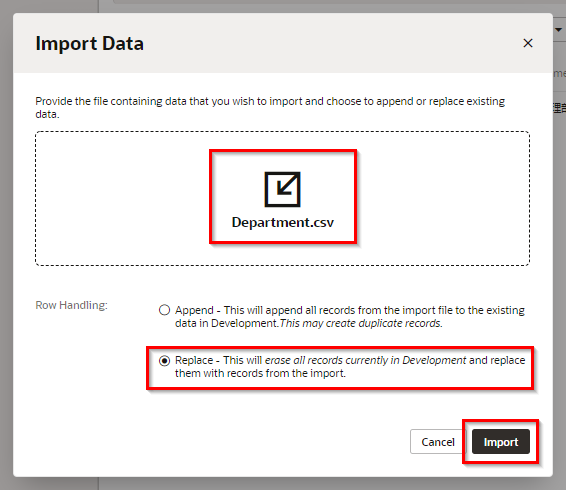 Import Data
Provide the file containing data that you wish to import and choose to append or replace existing
data.
Department.csv
Row Handling:
Append - This will append all records from the import file to the existing
data in Development.This may create duplicate records.
Replace - This will erase all records currently in Development and replace
them with records from the import.
Cancel
Import